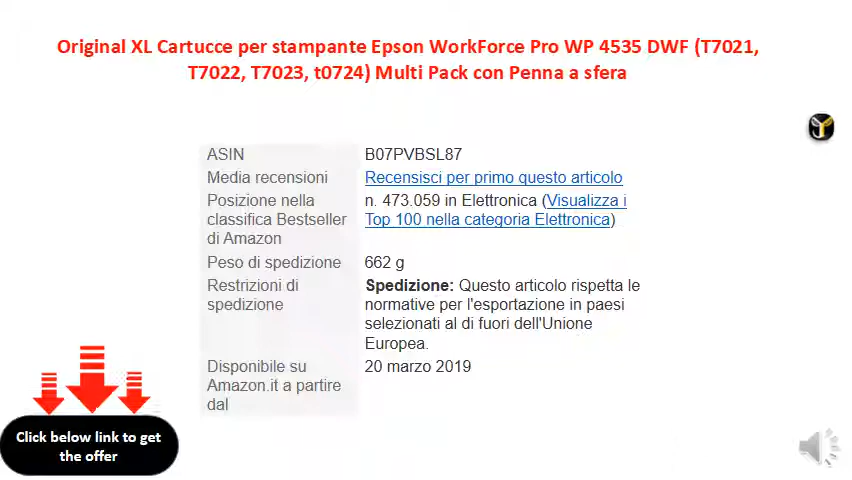 Original XL Cartucce per stampante Epson WorkForce Pro WP 4535 DWF (T7021,
T7022, T7023, t0724) Multi Pack con Penna a sfera
ASIN B07PVBSL87
Media recensioni Recensisci per primo questo articolo
Posizione nella classifica Bestseller di Amazon n. 473.059 in Elettronica (Visualizza i
Top 100 nella categoria Elettronica)
Peso di spedizione 662 g
Restrizioni di spedizione Spedizione: Questo articolo rispetta le
normative per l'esportazione in paesi
selezionati al di fuori dell'Unione
Europea.
Disponibile su Amazon.it a partire dal 20 marzo 2019
Click below link to get
the offer